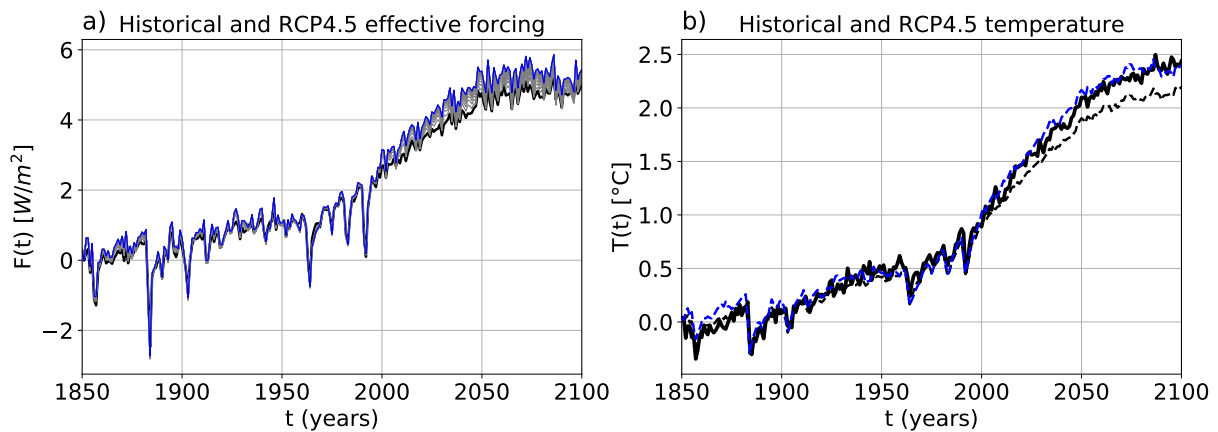 a) Historical and RCP4.5 effective forcing
F(t) [W/m²]
6
4
2
0
−2
1850 1900 1950 2000 2050 2100
t (years)
b) Historical and RCP4.5 temperature
T(t) [°C]
2.5
2.0
1.5
1.0
0.5
0.0
1850 1900 1950 2000 2050 2100
t (years)